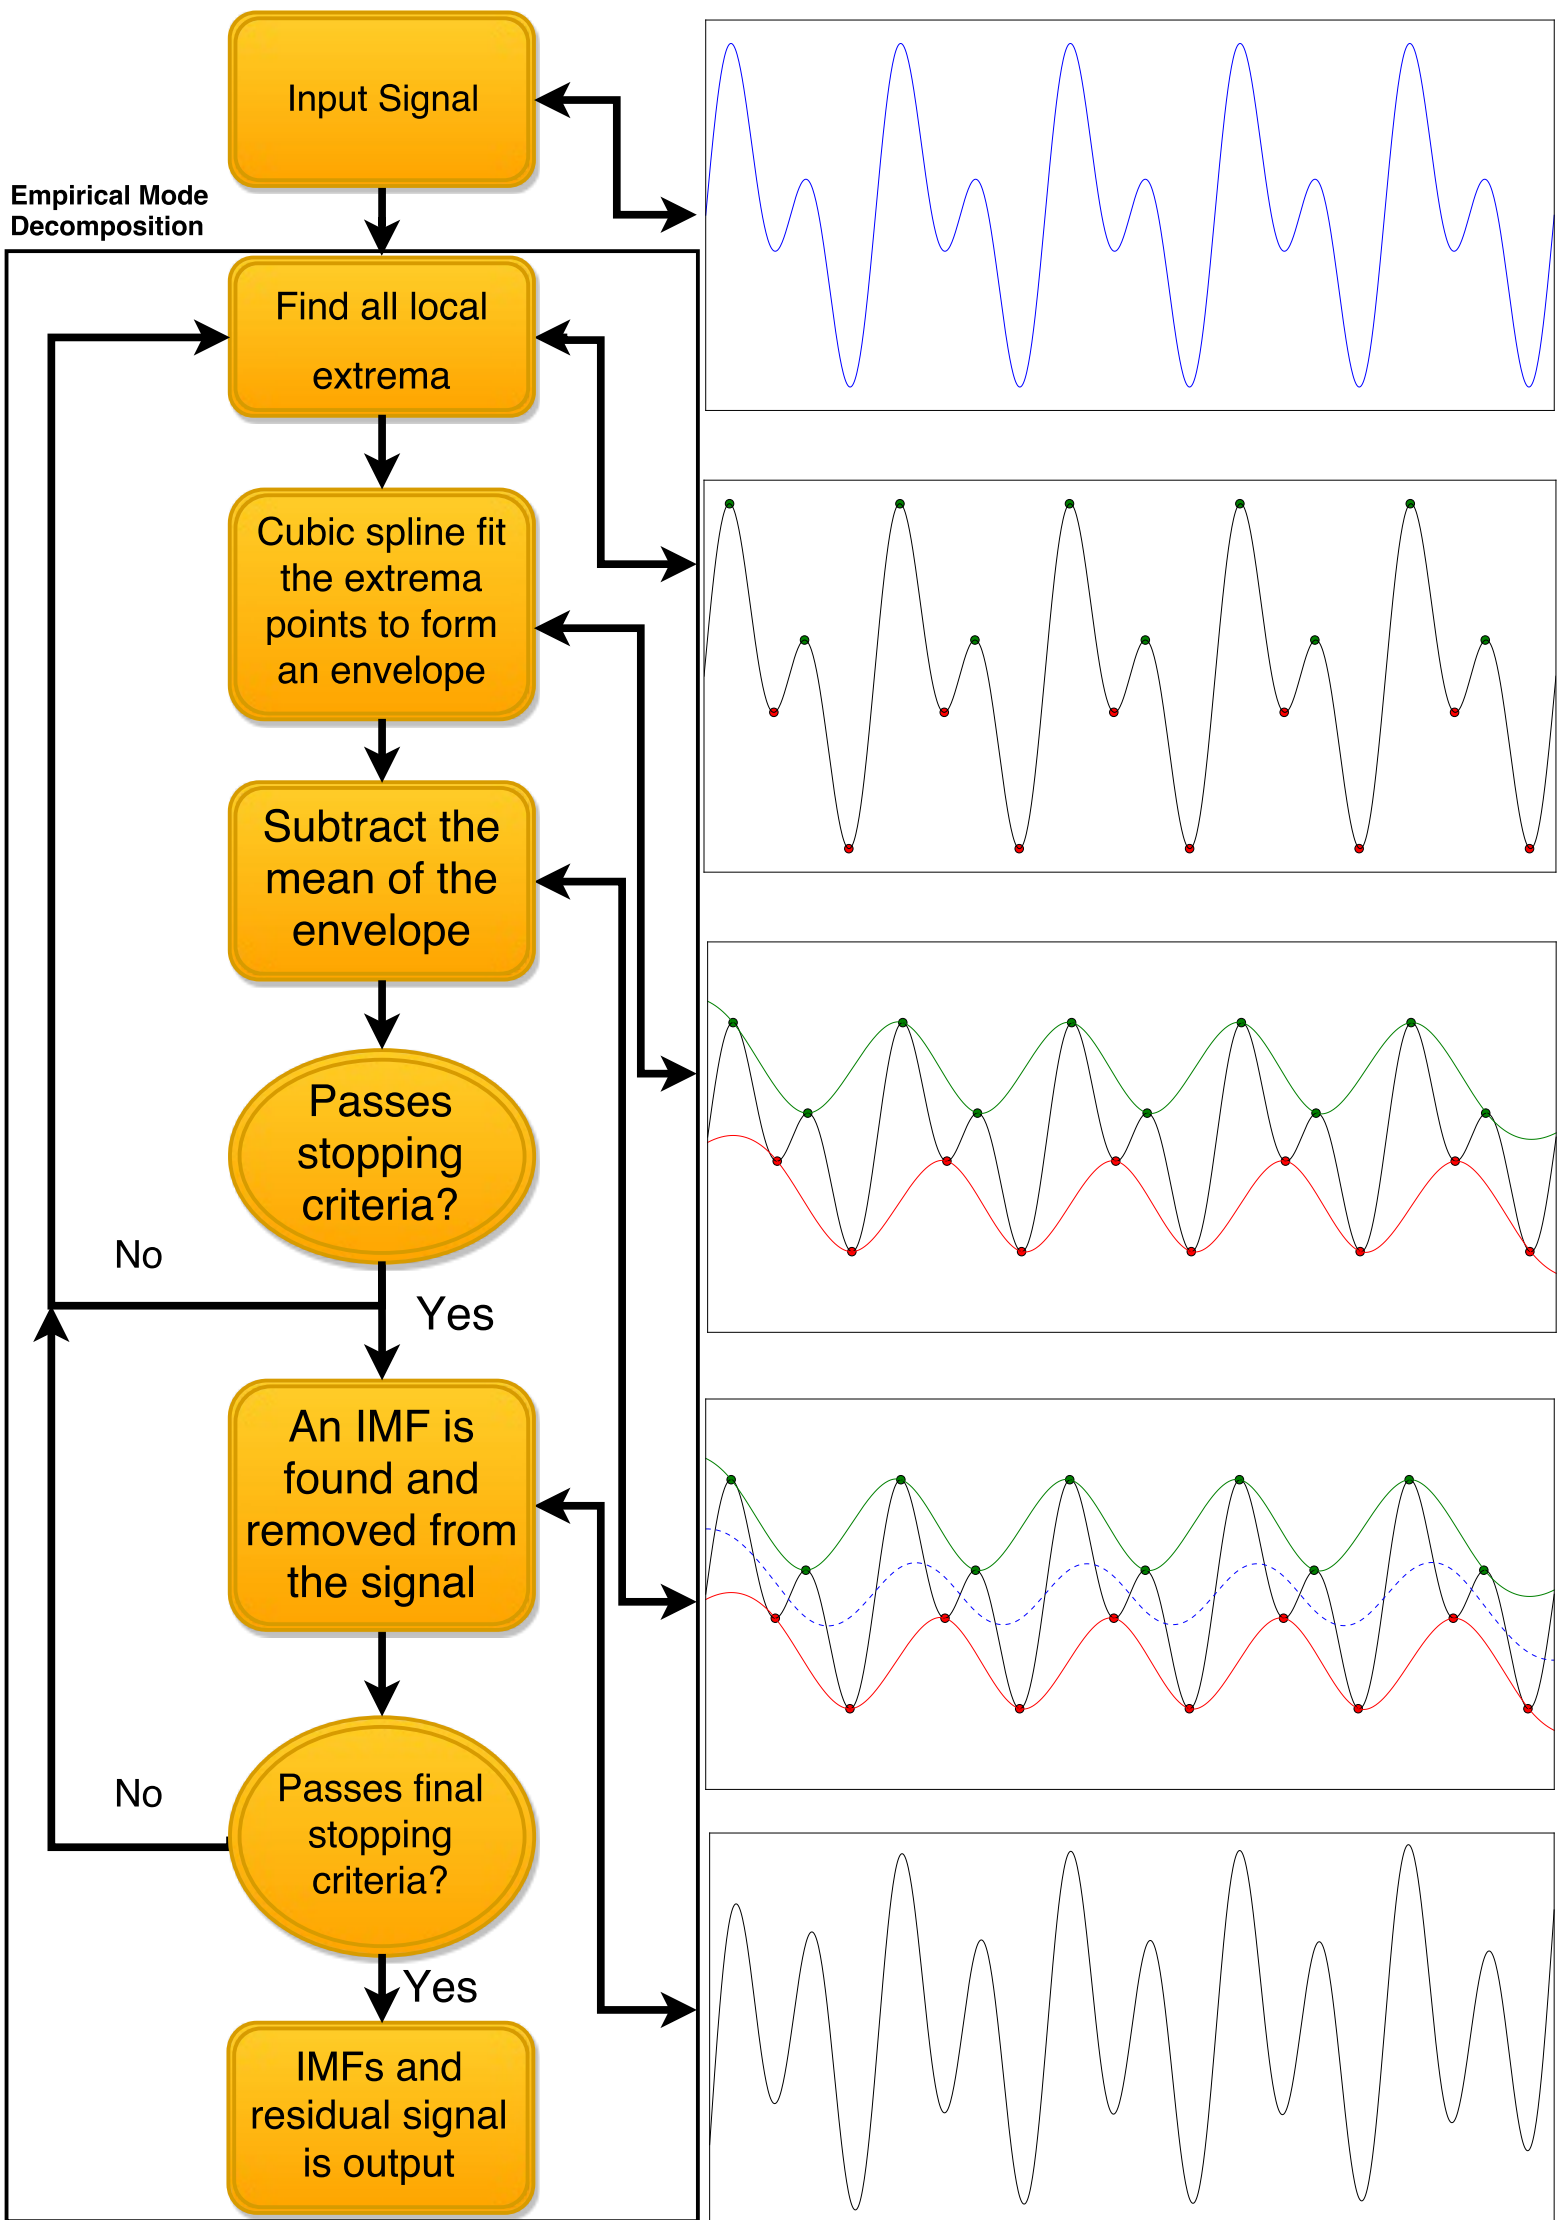 Input Signal
Empirical Mode
Decomposition
Find all local
extrema
Cubic spline fit
the extrema
points to form
an envelope
Subtract the
mean of the
envelope
Passes
stopping
criteria?
No
Yes
An IMF is
found and
removed from
the signal
No
Passes final
stopping
criteria?
Yes
IMFs and
residual signal
is output